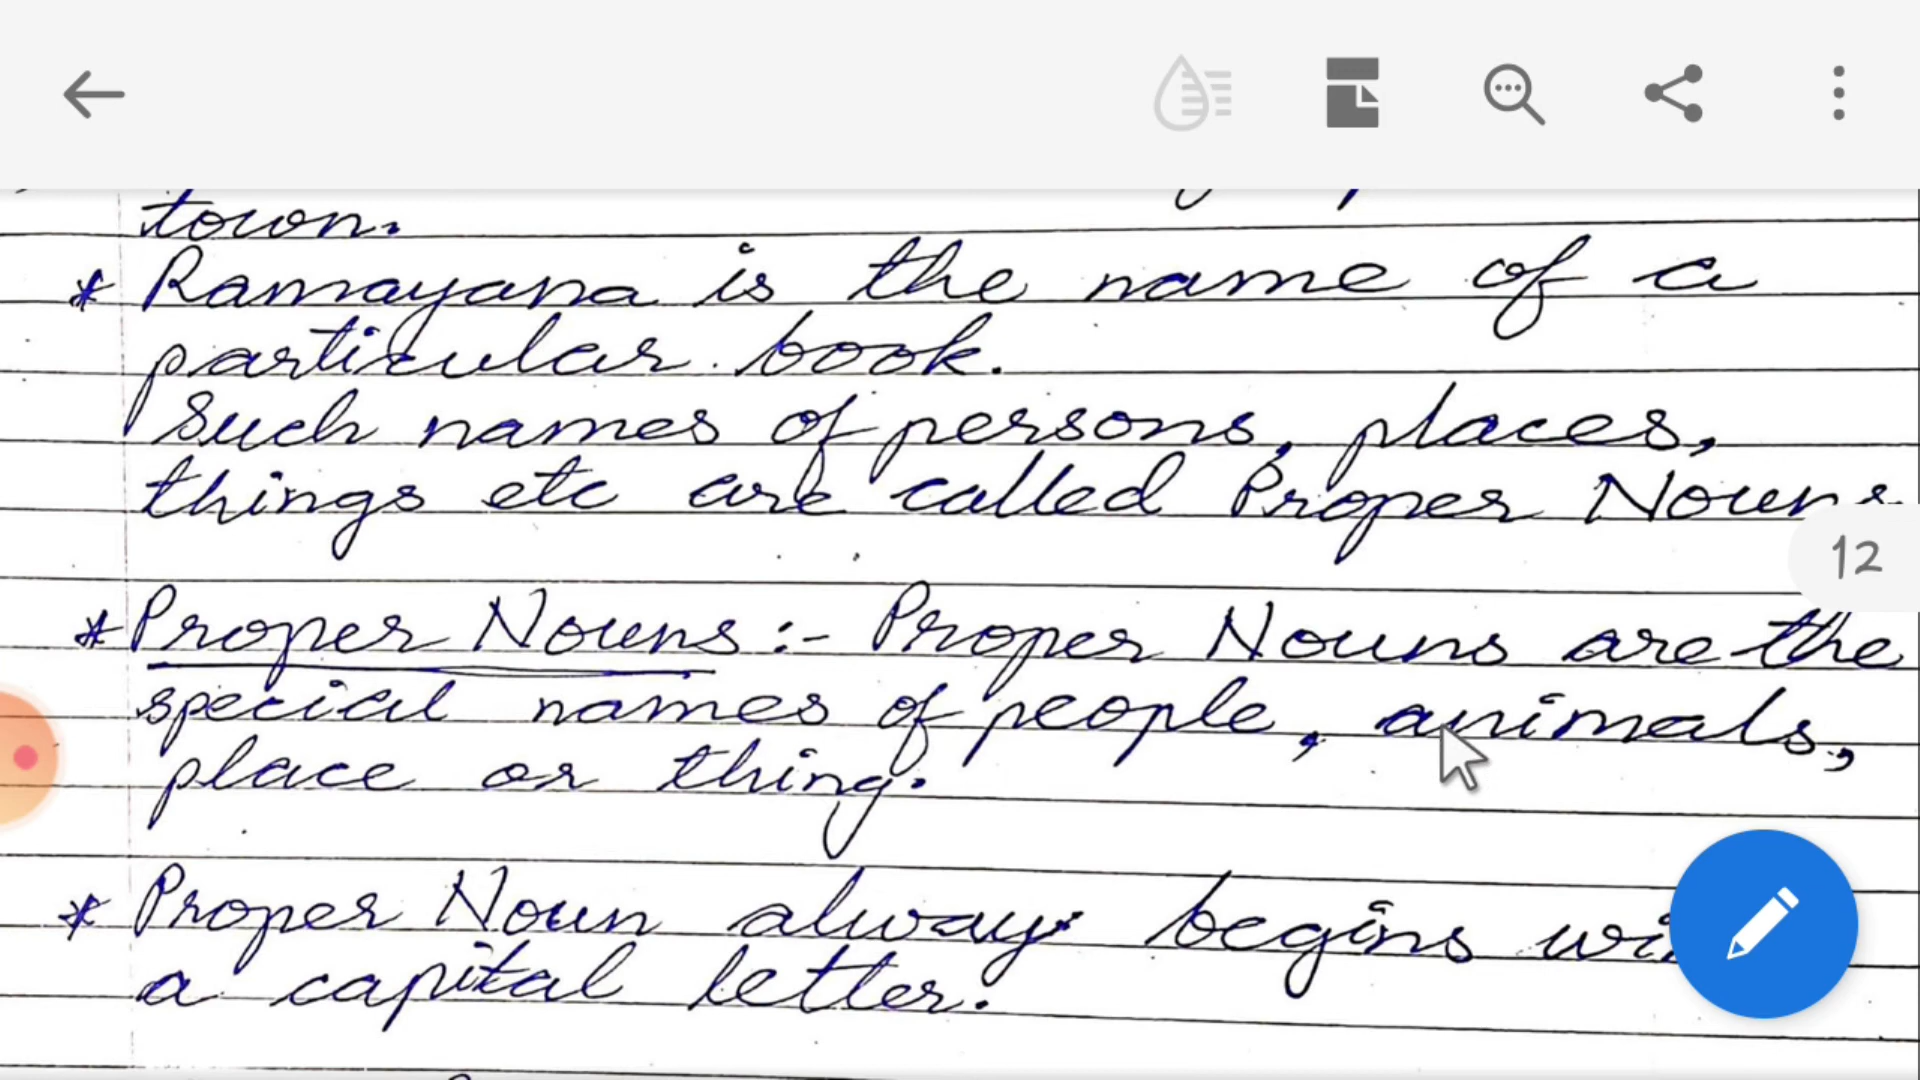 town.
* Ramayana is the name of a
particular book.
Such names of persons, places,
things etc are called Proper Nouns
12
* Proper Nouns :- Proper Nouns are the
special names of people, animals,
place or thing.
* Proper Noun always begins
a capital letter.